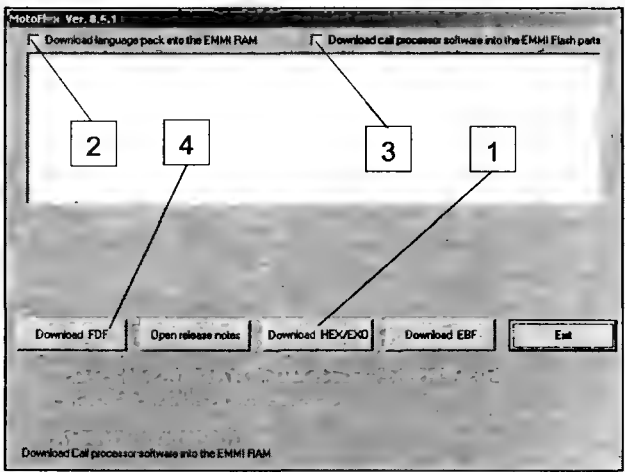 MotoFlex Ver. 8.6.1
Download language pack into the EMMI RAM Download call processor software into the EMMI Flash parts
2 4 3 1
Download FDF Open release notes Download HEX/EX0 Download EBF Exit
Download Call processor software into the EMMI RAM